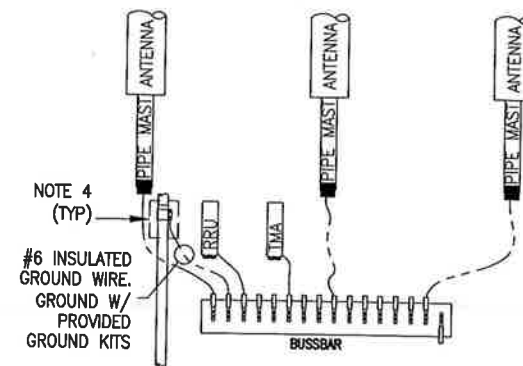 ANTENNA
ANTENNA
ANTENNA
PIPE MAST
PIPE MAST
PIPE MAST
NOTE 4
(TYP)
RRU
TMA
#6 INSULATED
GROUND WIRE.
GROUND W/
PROVIDED
GROUND KITS
BUSSBAR